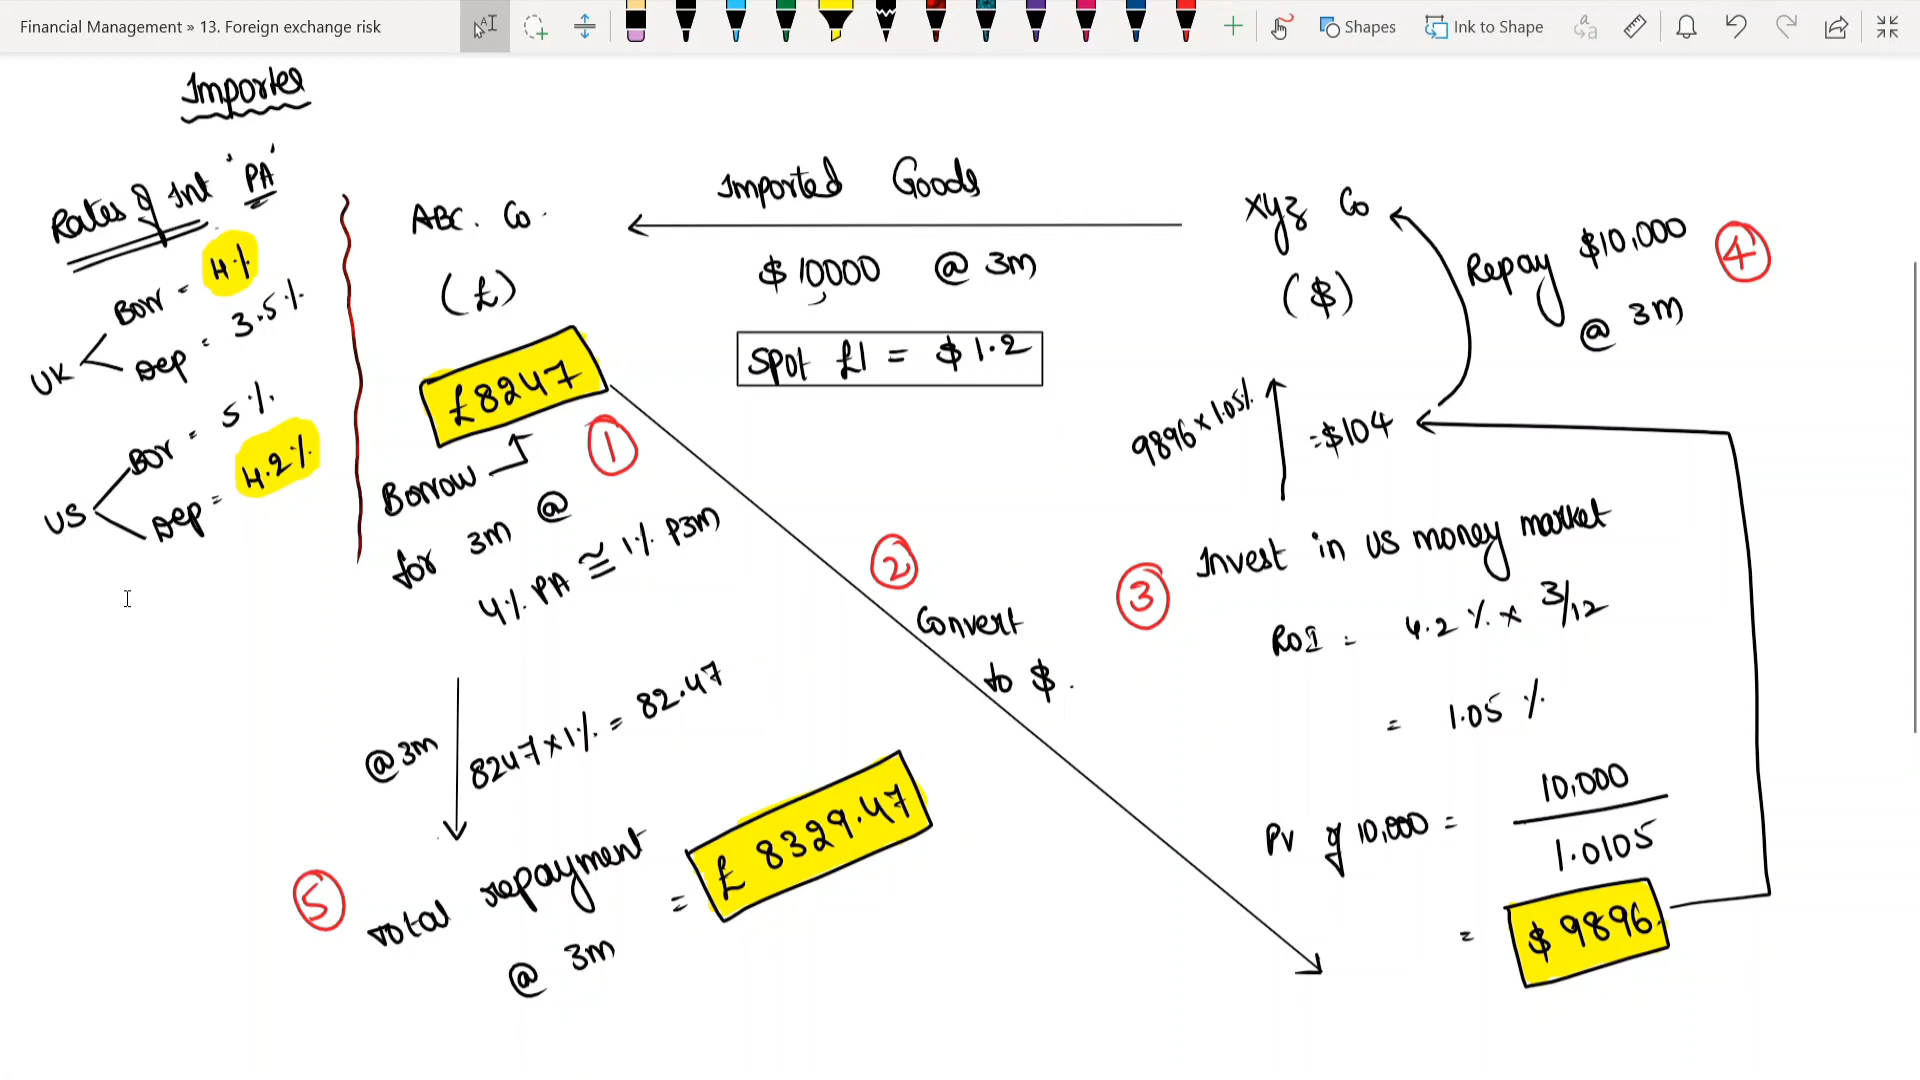 Financial Management » 13. Foreign exchange risk
Shapes
Ink to Shape
Importer
Rates of Int 'PA'
UK
Borr = 4%
Dep = 3.5%
US
Bor = 5%
Dep = 4.2%
ABC. Co.
(£)
Imported Goods
$ 10000 @ 3m
Spot £1 = $ 1.2
xyz Co
($)
Repay $10,000
@ 3m
4
£8247
1
Borrow
for 3m @
4% PA ≅ 1% P3m
2
Convert
to $.
9896 x 1.05%
= $104
3
Invest in US money market
ROI = 4.2 % x 3/12
= 1.05 %
PV of 10,000 = 10,000
1.0105
= $ 9896.
@3m
8247 x 1% = 82.47
5
Total repayment
@ 3m
= £ 8329.47